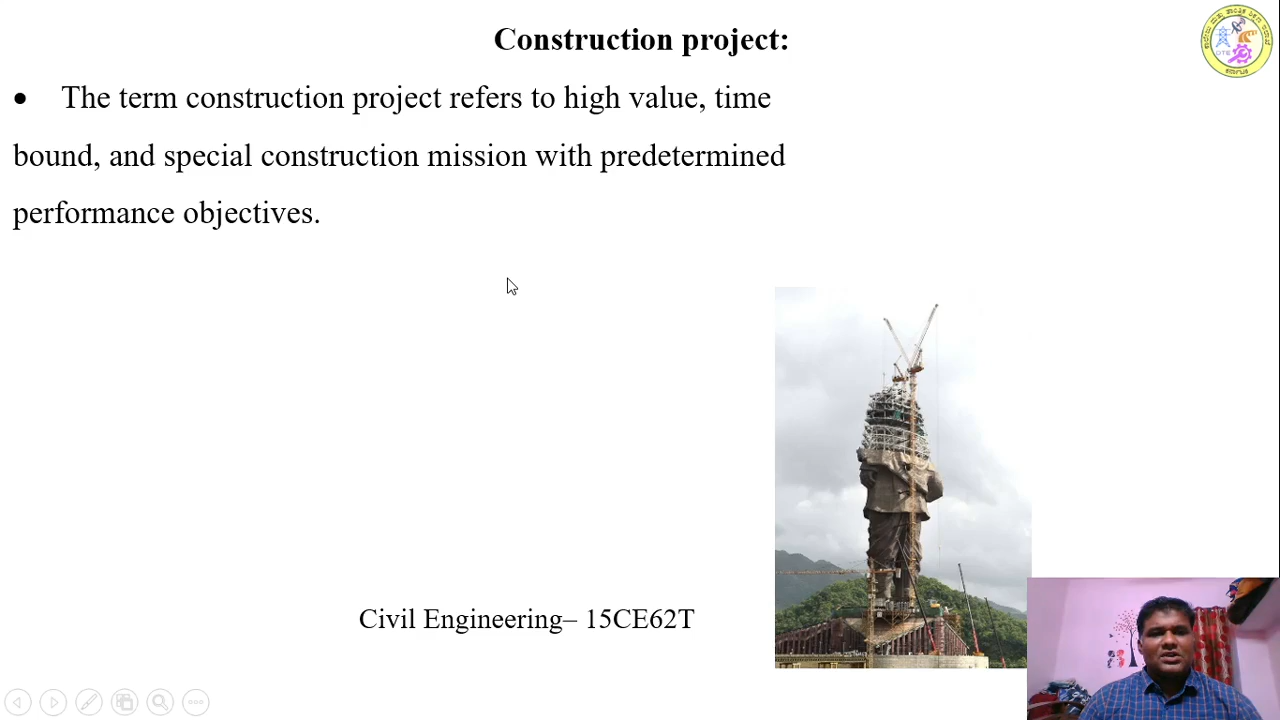 Construction project:
• The term construction project refers to high value, time
bound, and special construction mission with predetermined
performance objectives.
Civil Engineering– 15CE62T
DTE